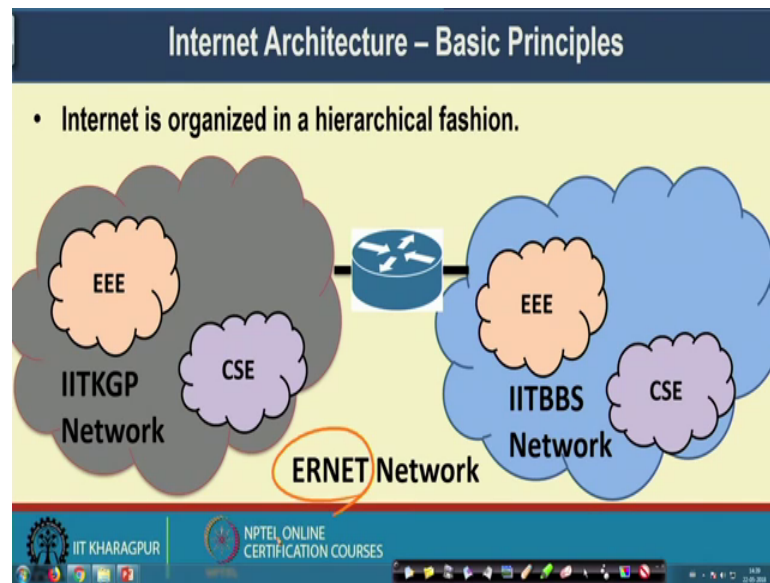 Internet Architecture – Basic Principles
• Internet is organized in a hierarchical fashion.
EEE
CSE
IITKGP
Network
EEE
CSE
IITBBS
Network
ERNET Network
IIT KHARAGPUR
NPTEL ONLINE
CERTIFICATION COURSES